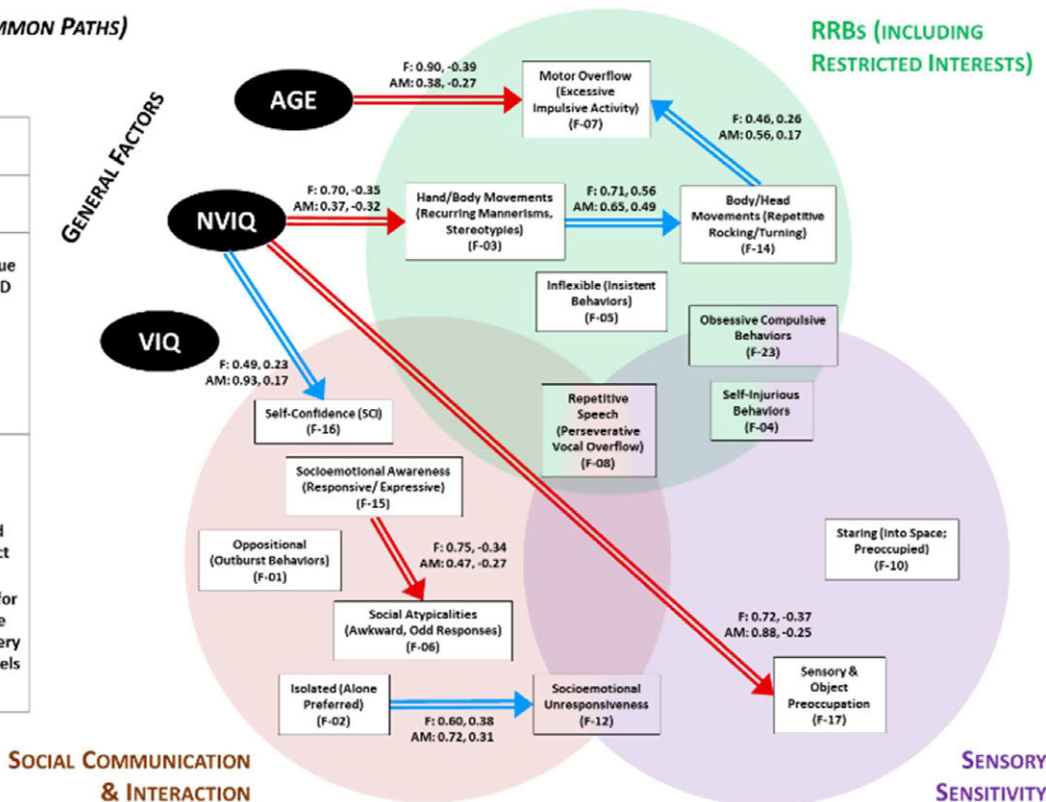 MMON PATHS)
RRBS (INCLUDING
RESTRICTED INTERESTS)
GENERAL FACTORS
AGE
F: 0.90, -0.39
AM: 0.38, -0.27
Motor Overflow
(Excessive
Impulsive Activity)
(F-07)
F: 0.46, 0.26
AM: 0.56, 0.17
NVIQ
F: 0.70, -0.35
AM: 0.37, -0.32
Hand/Body Movements
(Recurring Mannerisms,
Stereotypies)
(F-03)
F: 0.71, 0.56
AM: 0.65, 0.49
Body/Head
Movements (Repetitive
Rocking/Turning)
(F-14)
ue
D
Inflexible (Insistent
Behaviors)
(F-05)
VIQ
Obsessive Compulsive
Behaviors
(F-23)
F: 0.49, 0.23
AM: 0.93, 0.17
Self-Confidence (SCI)
(F-16)
Repetitive
Speech
(Perseverative
Vocal Overflow)
(F-08)
Self-Injurious
Behaviors
(F-04)
Socioemotional Awareness
(Responsive/ Expressive)
(F-15)
d
ct
for
e
ery
els
Oppositional
(Outburst Behaviors)
(F-01)
F: 0.75, -0.34
AM: 0.47, -0.27
Staring (Into Space;
Preoccupied)
(F-10)
Social Atypicalities
(Awkward, Odd Responses)
(F-06)
F: 0.72, -0.37
AM: 0.88, -0.25
Isolated (Alone
Preferred)
(F-02)
F: 0.60, 0.38
AM: 0.72, 0.31
Socioemotional
Unresponsiveness
(F-12)
Sensory &
Object
Preoccupation
(F-17)
SOCIAL COMMUNICATION
& INTERACTION
SENSORY
SENSITIVITY